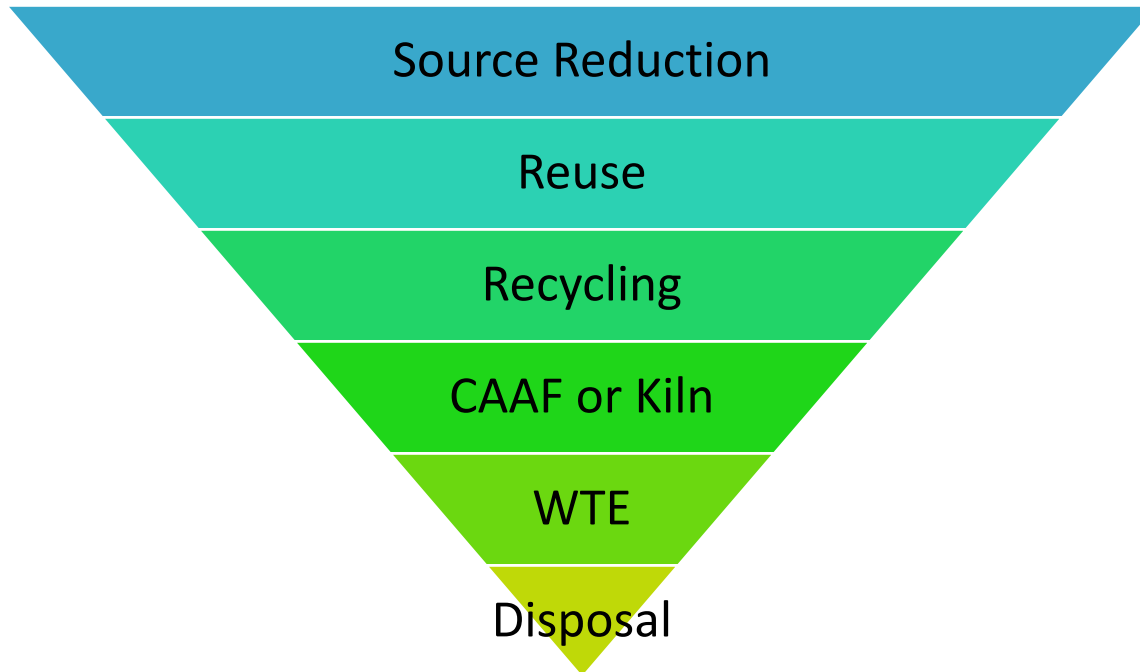 Source Reduction
Reuse
Recycling
CAAF or Kiln
WTE
Disposal